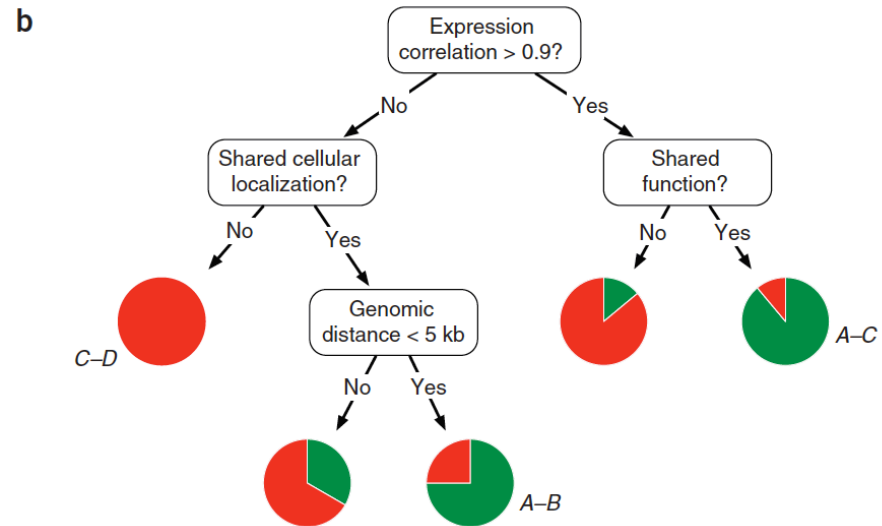 b
Expression
correlation > 0.9?
No
Yes
Shared cellular
localization?
Shared
function?
No
Yes
No
Yes
C–D
Genomic
distance < 5 kb
A–C
No
Yes
A–B